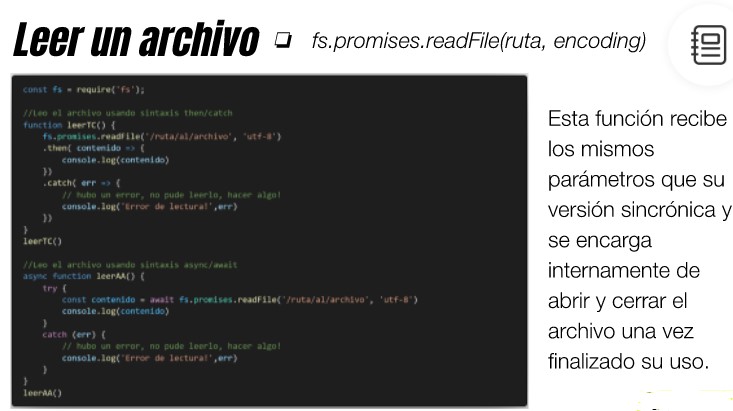 Leer un archivo
fs.promises.readFile(ruta, encoding)
const fs = require('fs');
//Leo el archivo usando sintaxis then/catch
function leerTC() {
fs.promises.readFile('/ruta/al/archivo', 'utf-8')
.then( contenido => {
console.log(contenido)
})
.catch( err => {
// hubo un error, no pude leerlo, hacer algo!
console.log('Error de lectura!',err)
})
}
leerTC()
//Leo el archivo usando sintaxis async/await
async function leerAA() {
try {
const contenido = await fs.promises.readFile('/ruta/al/archivo', 'utf-8')
console.log(contenido)
}
catch (err) {
// hubo un error, no pude leerlo, hacer algo!
console.log('Error de lectura!',err)
}
}
leerAA()
Esta función recibe
los mismos
parámetros que su
versión sincrónica y
se encarga
internamente de
abrir y cerrar el
archivo una vez
finalizado su uso.